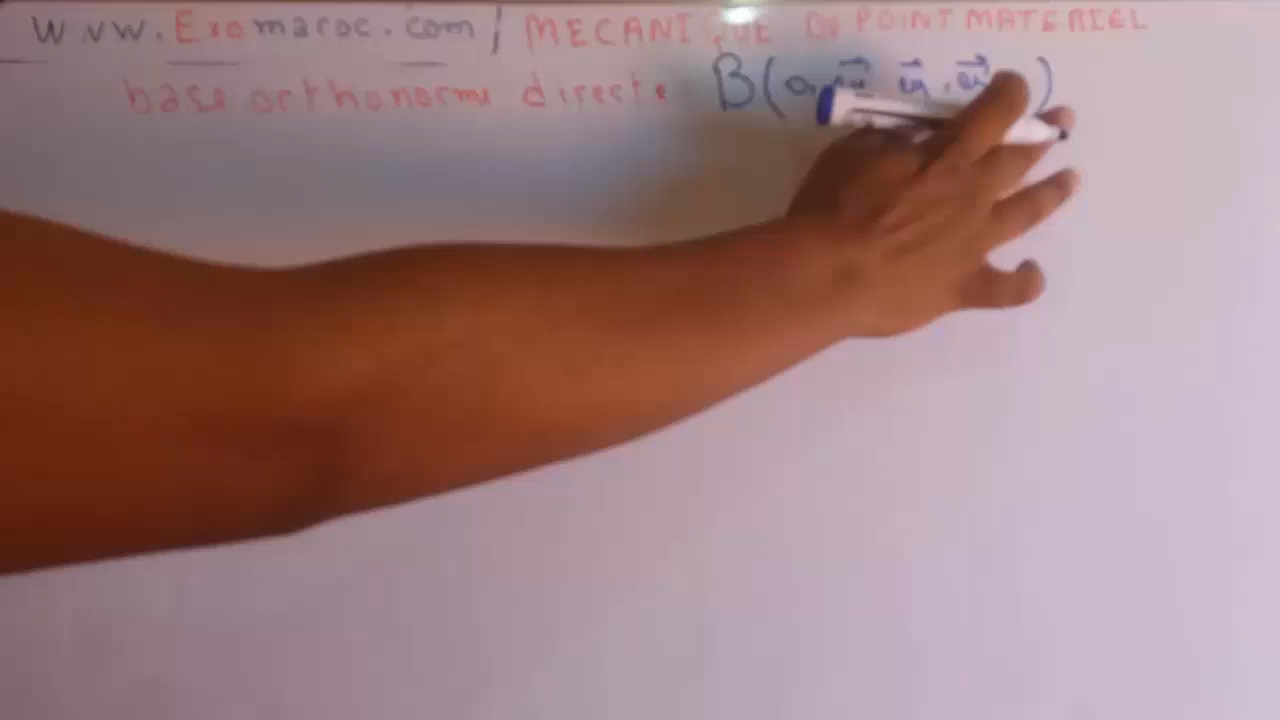 www.Exomaroc.com / MECANIQUE DU POINT MATERIEL
base orthonormé directe B(o,